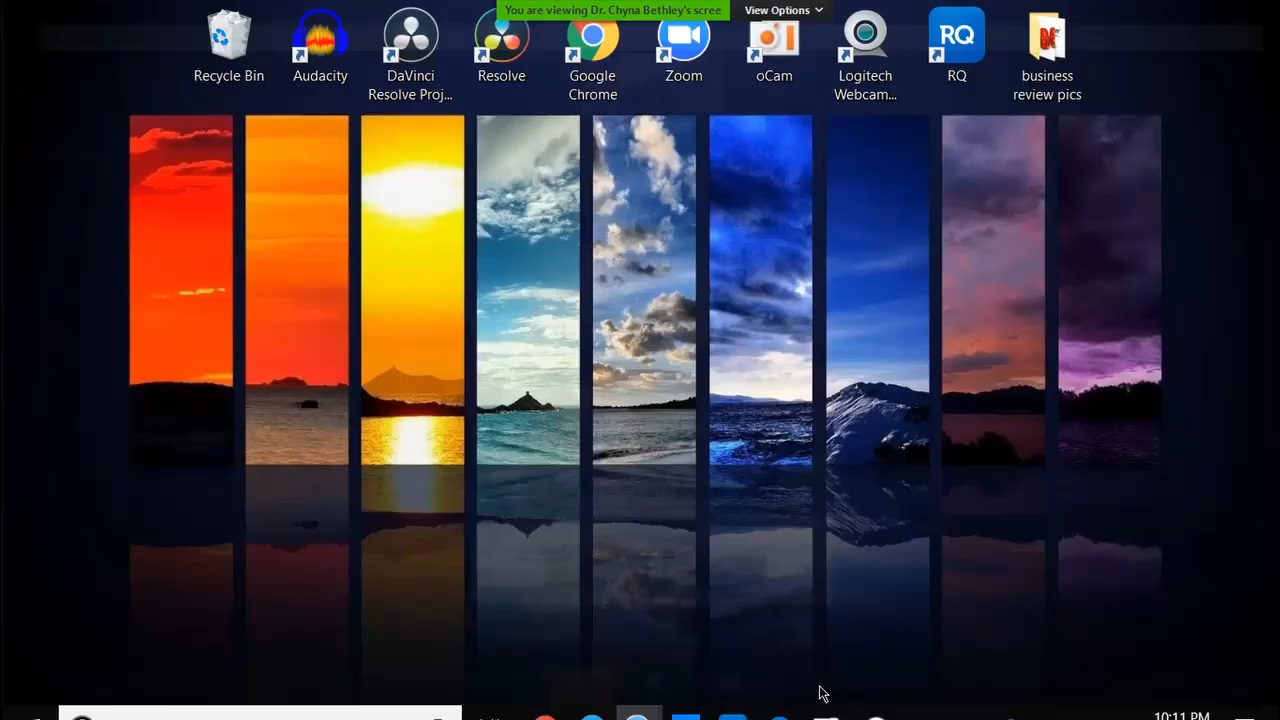 You are viewing Dr. Chyna Bethley's scree
View Options
Recycle Bin
Audacity
DaVinci
Resolve Proj...
Resolve
Google
Chrome
Zoom
oCam
Logitech
Webcam...
RQ
RQ
business
review pics
10:11 PM